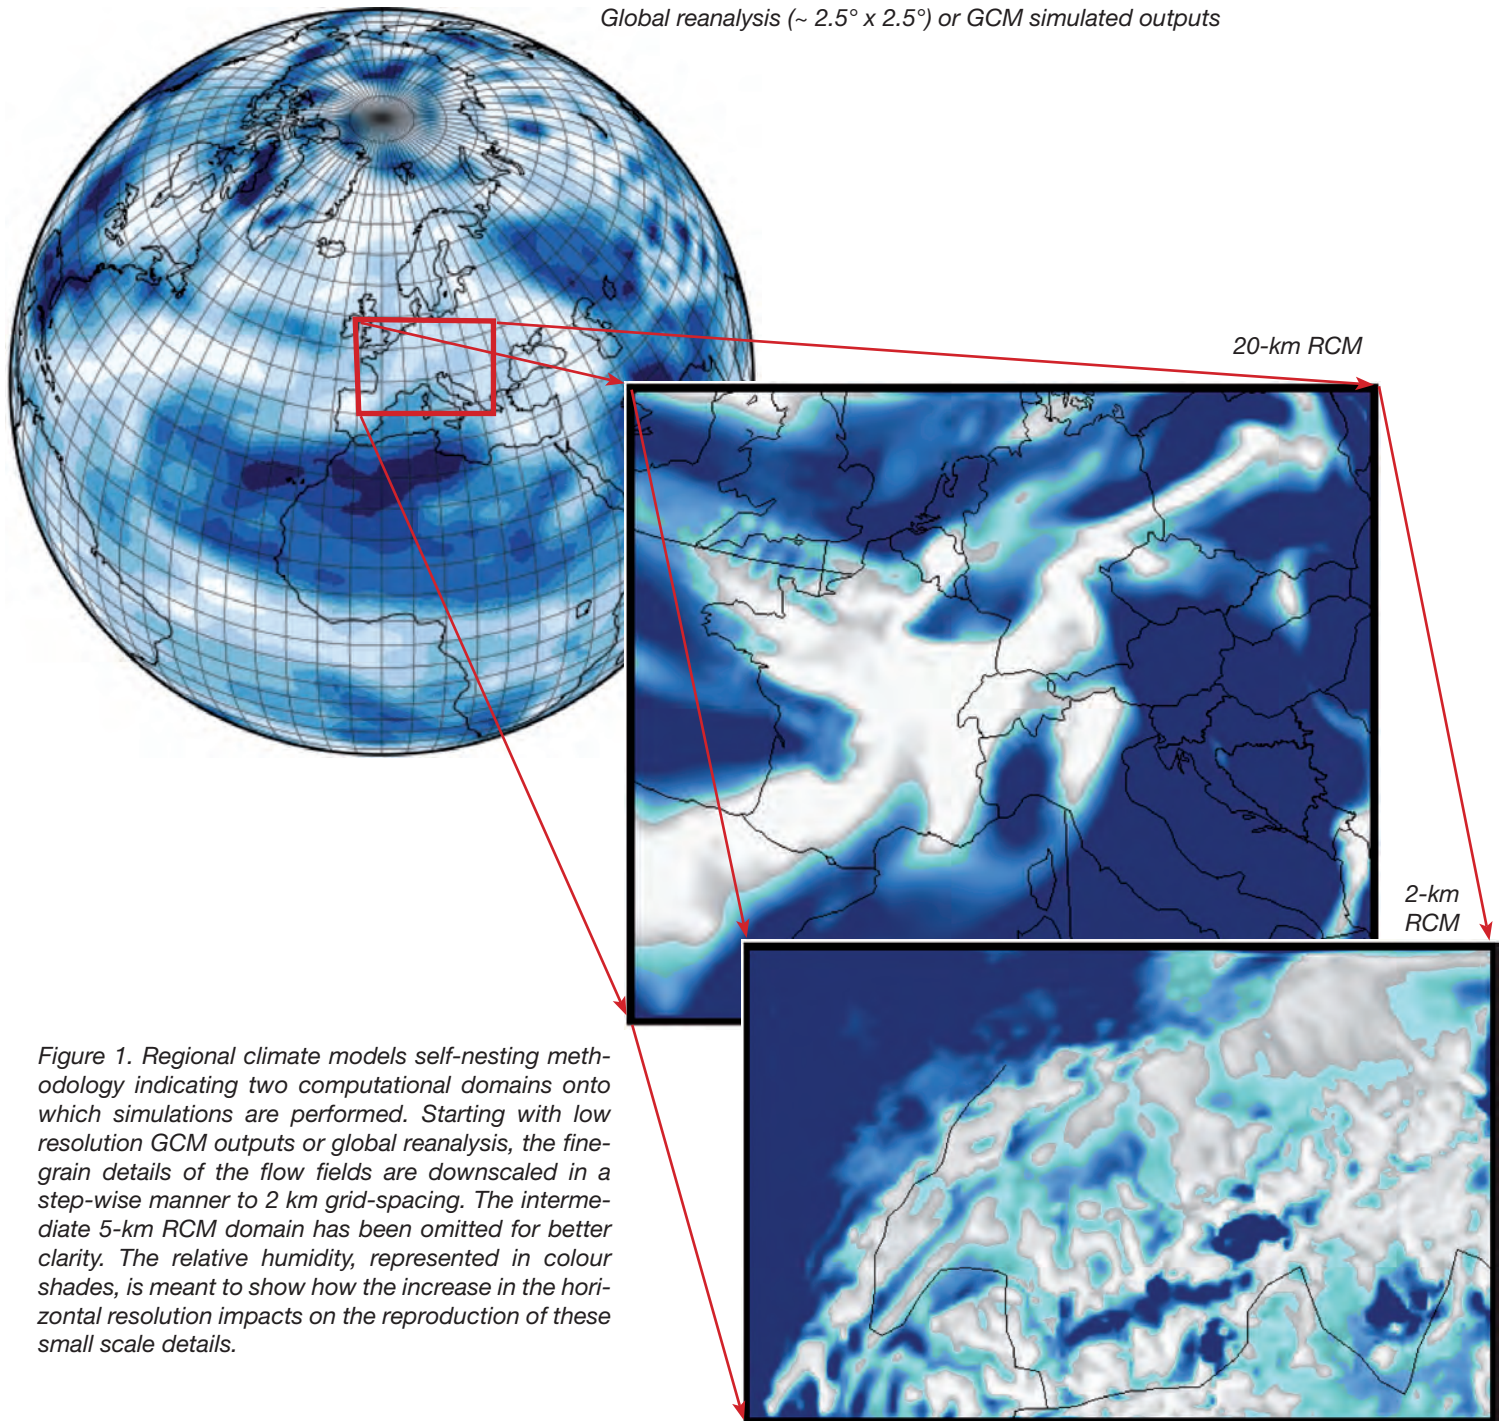 Global reanalysis (~ 2.5° x 2.5°) or GCM simulated outputs
20-km RCM
2-km
RCM
Figure 1. Regional climate models self-nesting meth-
odology indicating two computational domains onto
which simulations are performed. Starting with low
resolution GCM outputs or global reanalysis, the fine-
grain details of the flow fields are downscaled in a
step-wise manner to 2 km grid-spacing. The interme-
diate 5-km RCM domain has been omitted for better
clarity. The relative humidity, represented in colour
shades, is meant to show how the increase in the hori-
zontal resolution impacts on the reproduction of these
small scale details.